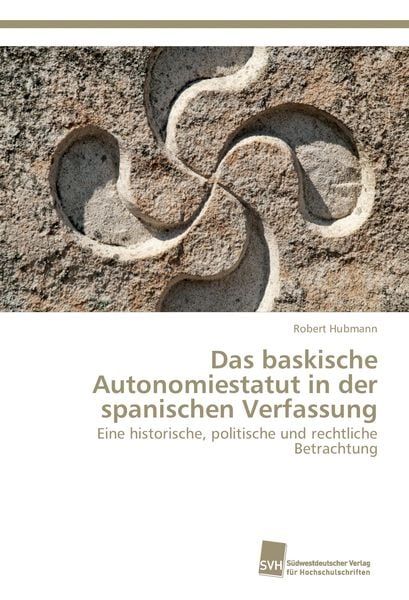 Robert Hubmann
Das baskische
Autonomiestatut in der
spanischen Verfassung
Eine historische, politische und rechtliche
Betrachtung
SVH
Südwestdeutscher Verlag
für Hochschulschriften